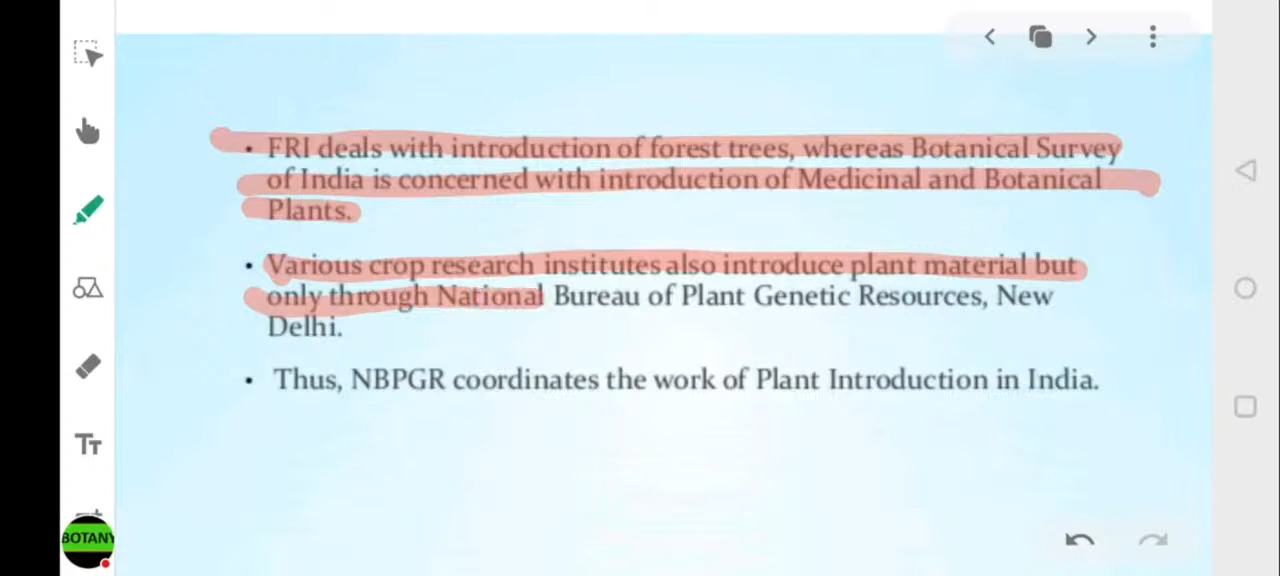 • FRI deals with introduction of forest trees, whereas Botanical Survey
of India is concerned with introduction of Medicinal and Botanical
Plants.
• Various crop research institutes also introduce plant material but
only through National Bureau of Plant Genetic Resources, New
Delhi.
• Thus, NBPGR coordinates the work of Plant Introduction in India.
TT
BOTANY